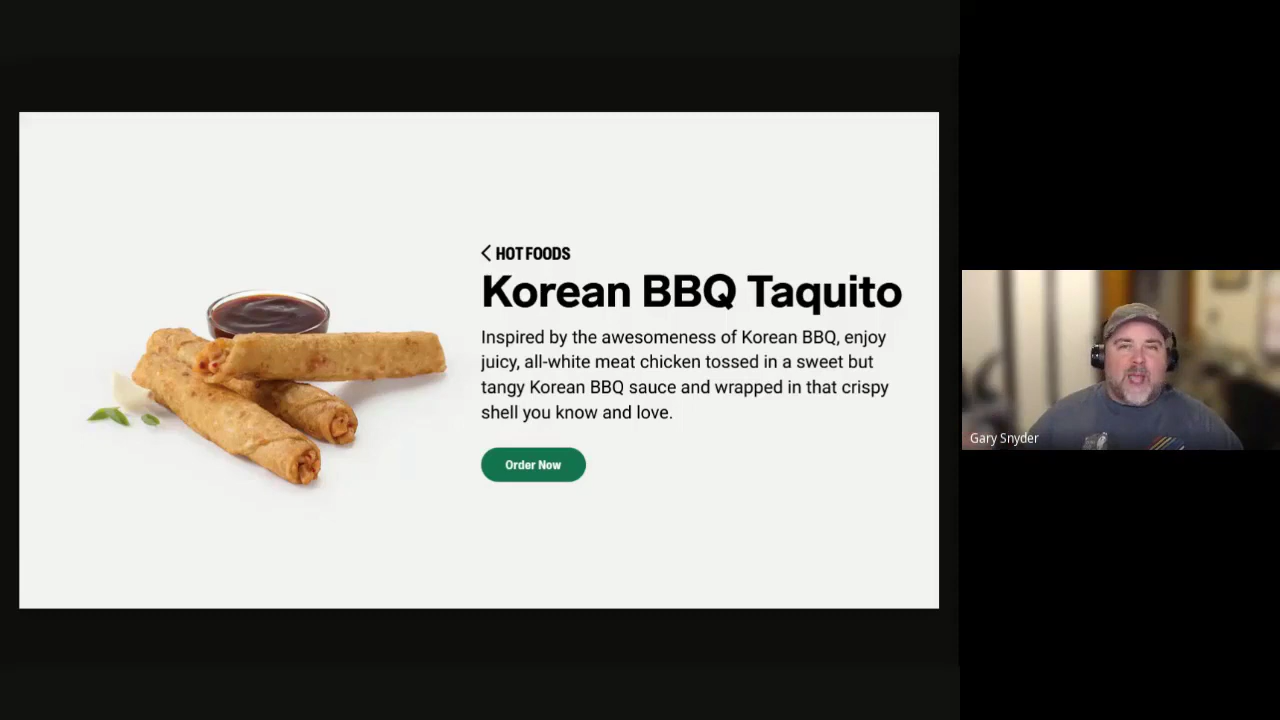 HOT FOODS
Korean BBQ Taquito
Inspired by the awesomeness of Korean BBQ, enjoy
juicy, all-white meat chicken tossed in a sweet but
tangy Korean BBQ sauce and wrapped in that crispy
shell you know and love.
Order Now
Gary Snyder